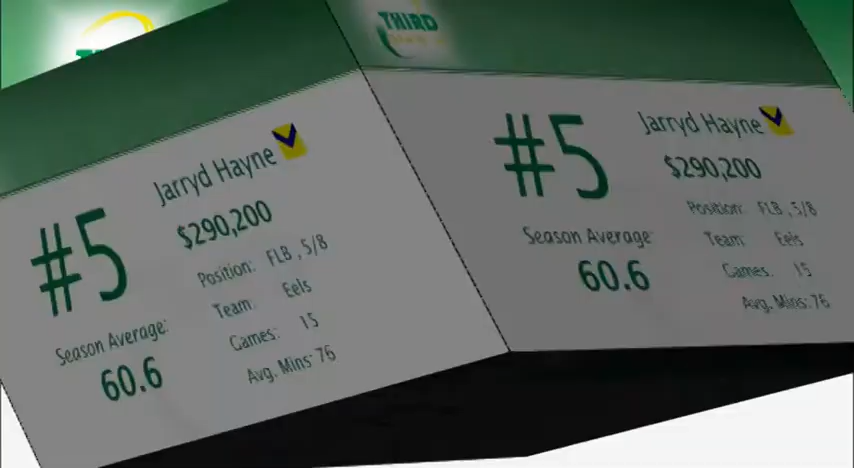 THIRD
#5
Jarryd Hayne
$290,200
Season Average:
60.6
Position: FLB , 5/8
Team: Eels
Games: 15
Avg. Mins: 76
#5
Jarryd Hayne
$290,200
Season Average:
60.6
Position: FLB , 5/8
Team: Eels
Games: 15
Avg. Mins: 76